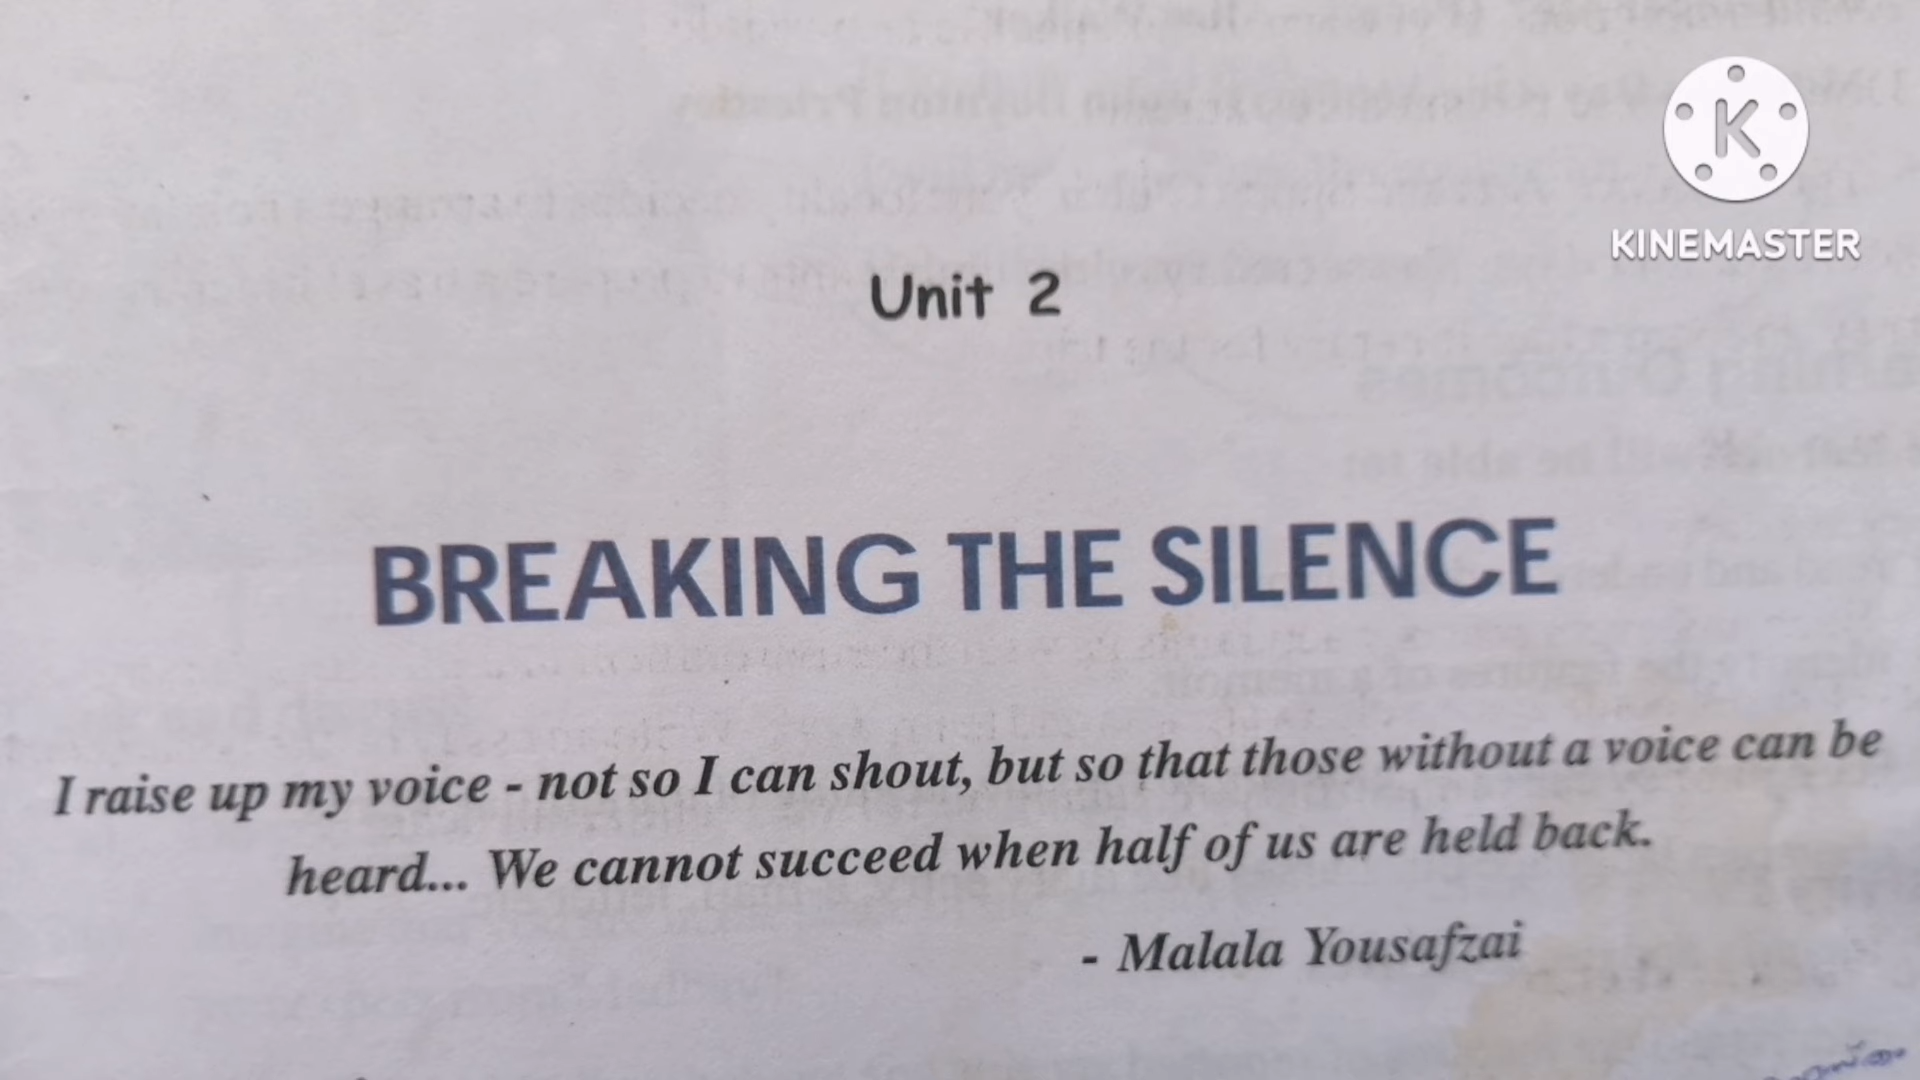 K
KINEMASTER
Unit 2
BREAKING THE SILENCE
I raise up my voice - not so I can shout, but so that those without a voice can be
heard... We cannot succeed when half of us are held back.
- Malala Yousafzai